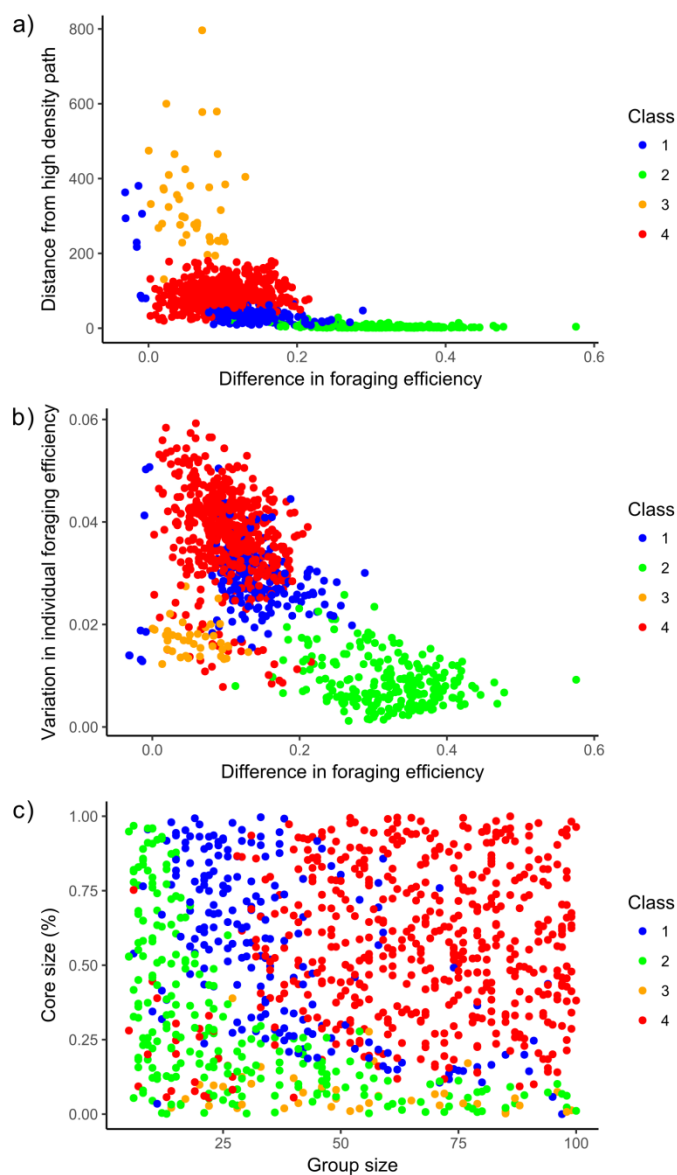 a)
Distance from high density path
800
600
400
200
0
0.0 0.2 0.4 0.6
Difference in foraging efficiency
Class
1
2
3
4
b)
Variation in individual foraging efficiency
0.06
0.04
0.02
0.00
0.0 0.2 0.4 0.6
Difference in foraging efficiency
Class
1
2
3
4
c)
Core size (%)
1.00
0.75
0.50
0.25
0.00
25 50 75 100
Group size
Class
1
2
3
4